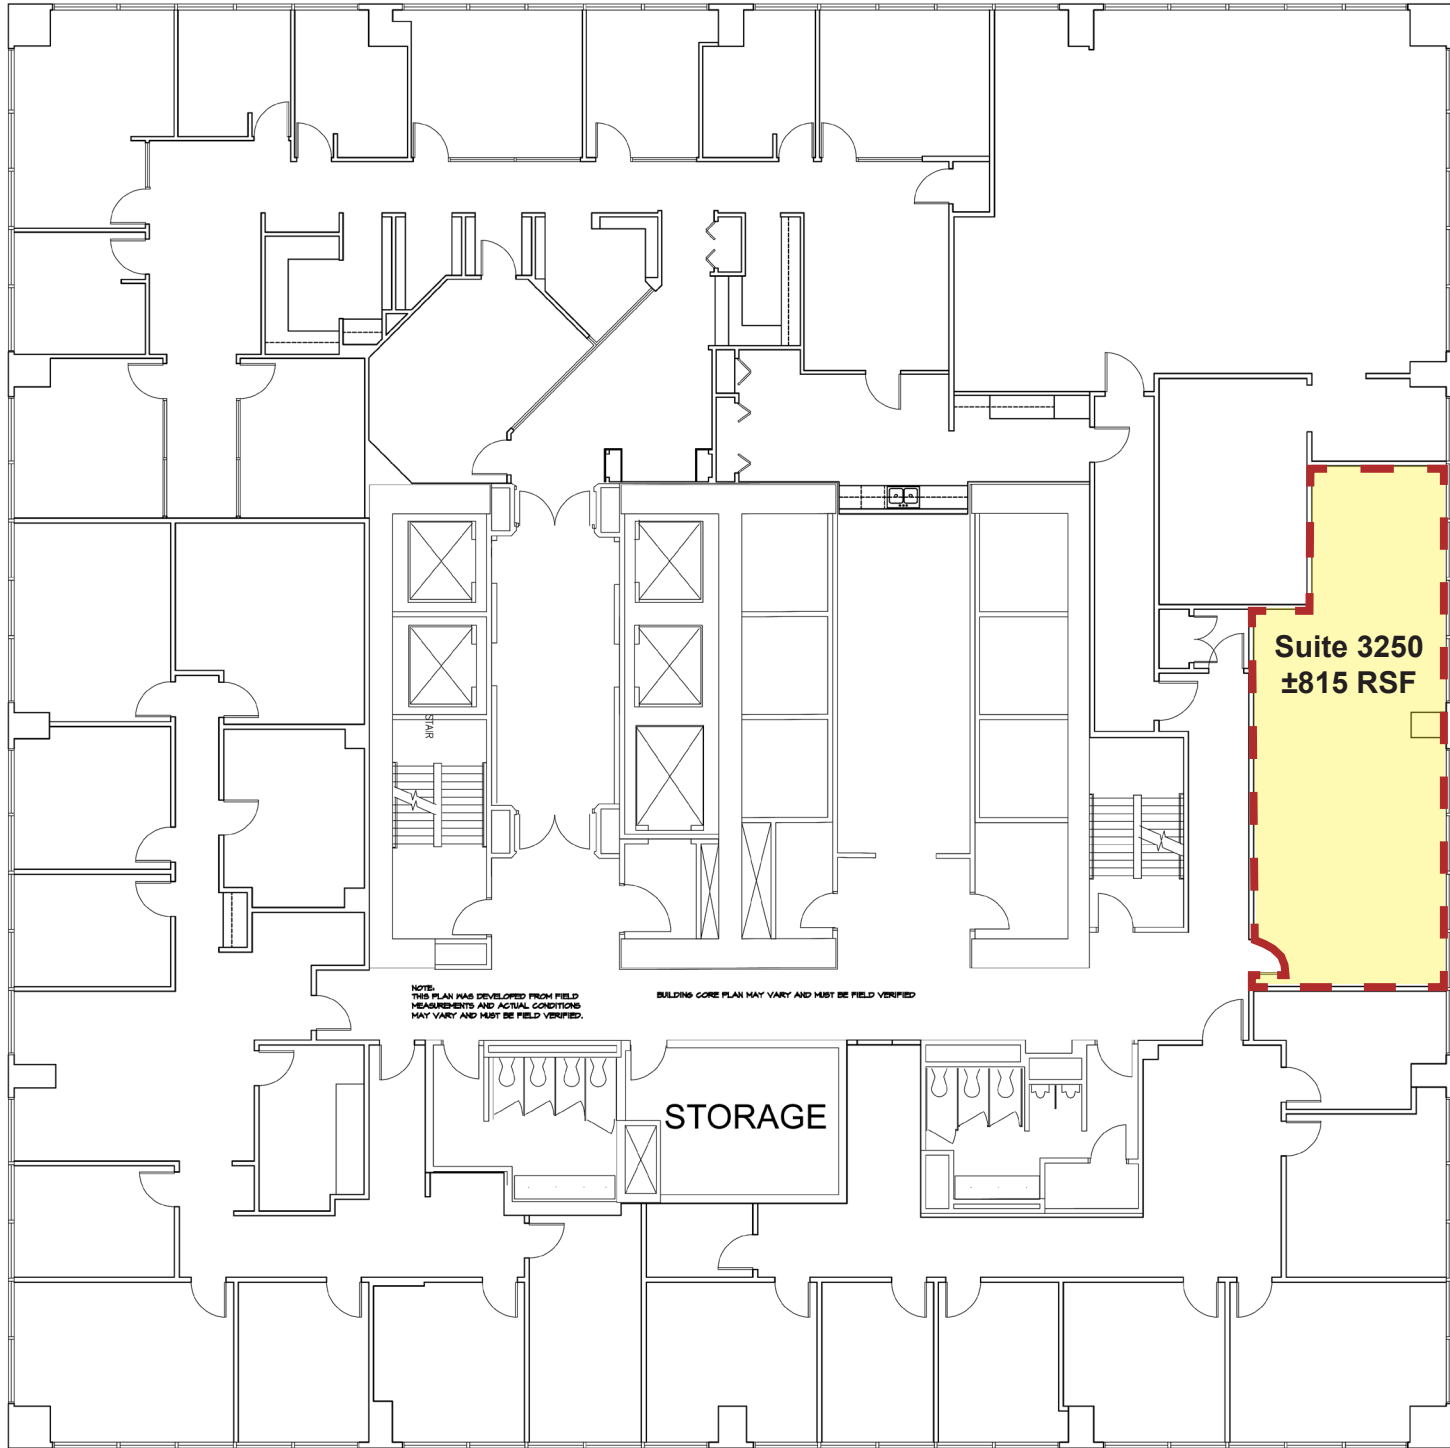 Suite 3250
±815 RSF
STAIR
NOTE:
THIS PLAN WAS DEVELOPED FROM FIELD
MEASUREMENTS AND ACTUAL CONDITIONS
MAY VARY AND MUST BE FIELD VERIFIED.
BUILDING CORE PLAN MAY VARY AND MUST BE FIELD VERIFIED
STORAGE